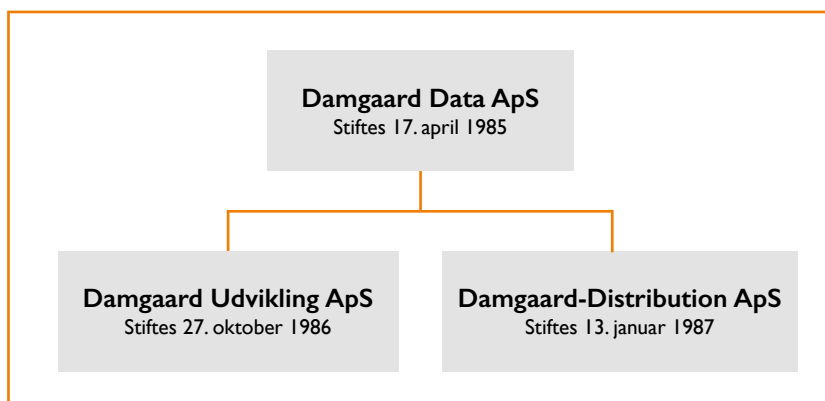 Damgaard Data ApS
Stiftes 17. april 1985
Damgaard Udvikling ApS
Stiftes 27. oktober 1986
Damgaard-Distribution ApS
Stiftes 13. januar 1987